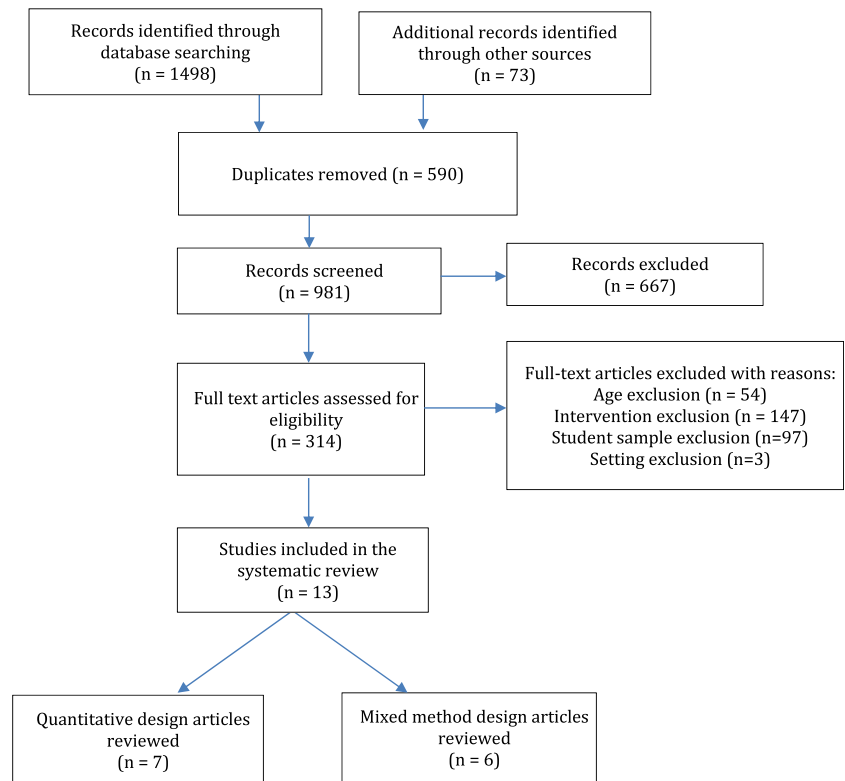 Records identified through
database searching
(n = 1498)
Additional records identified
through other sources
(n = 73)
Duplicates removed (n = 590)
Records screened
(n = 981)
Records excluded
(n = 667)
Full text articles assessed for
eligibility
(n = 314)
Full-text articles excluded with reasons:
Age exclusion (n = 54)
Intervention exclusion (n = 147)
Student sample exclusion (n=97)
Setting exclusion (n=3)
Studies included in the
systematic review
(n = 13)
Quantitative design articles
reviewed
(n = 7)
Mixed method design articles
reviewed
(n = 6)